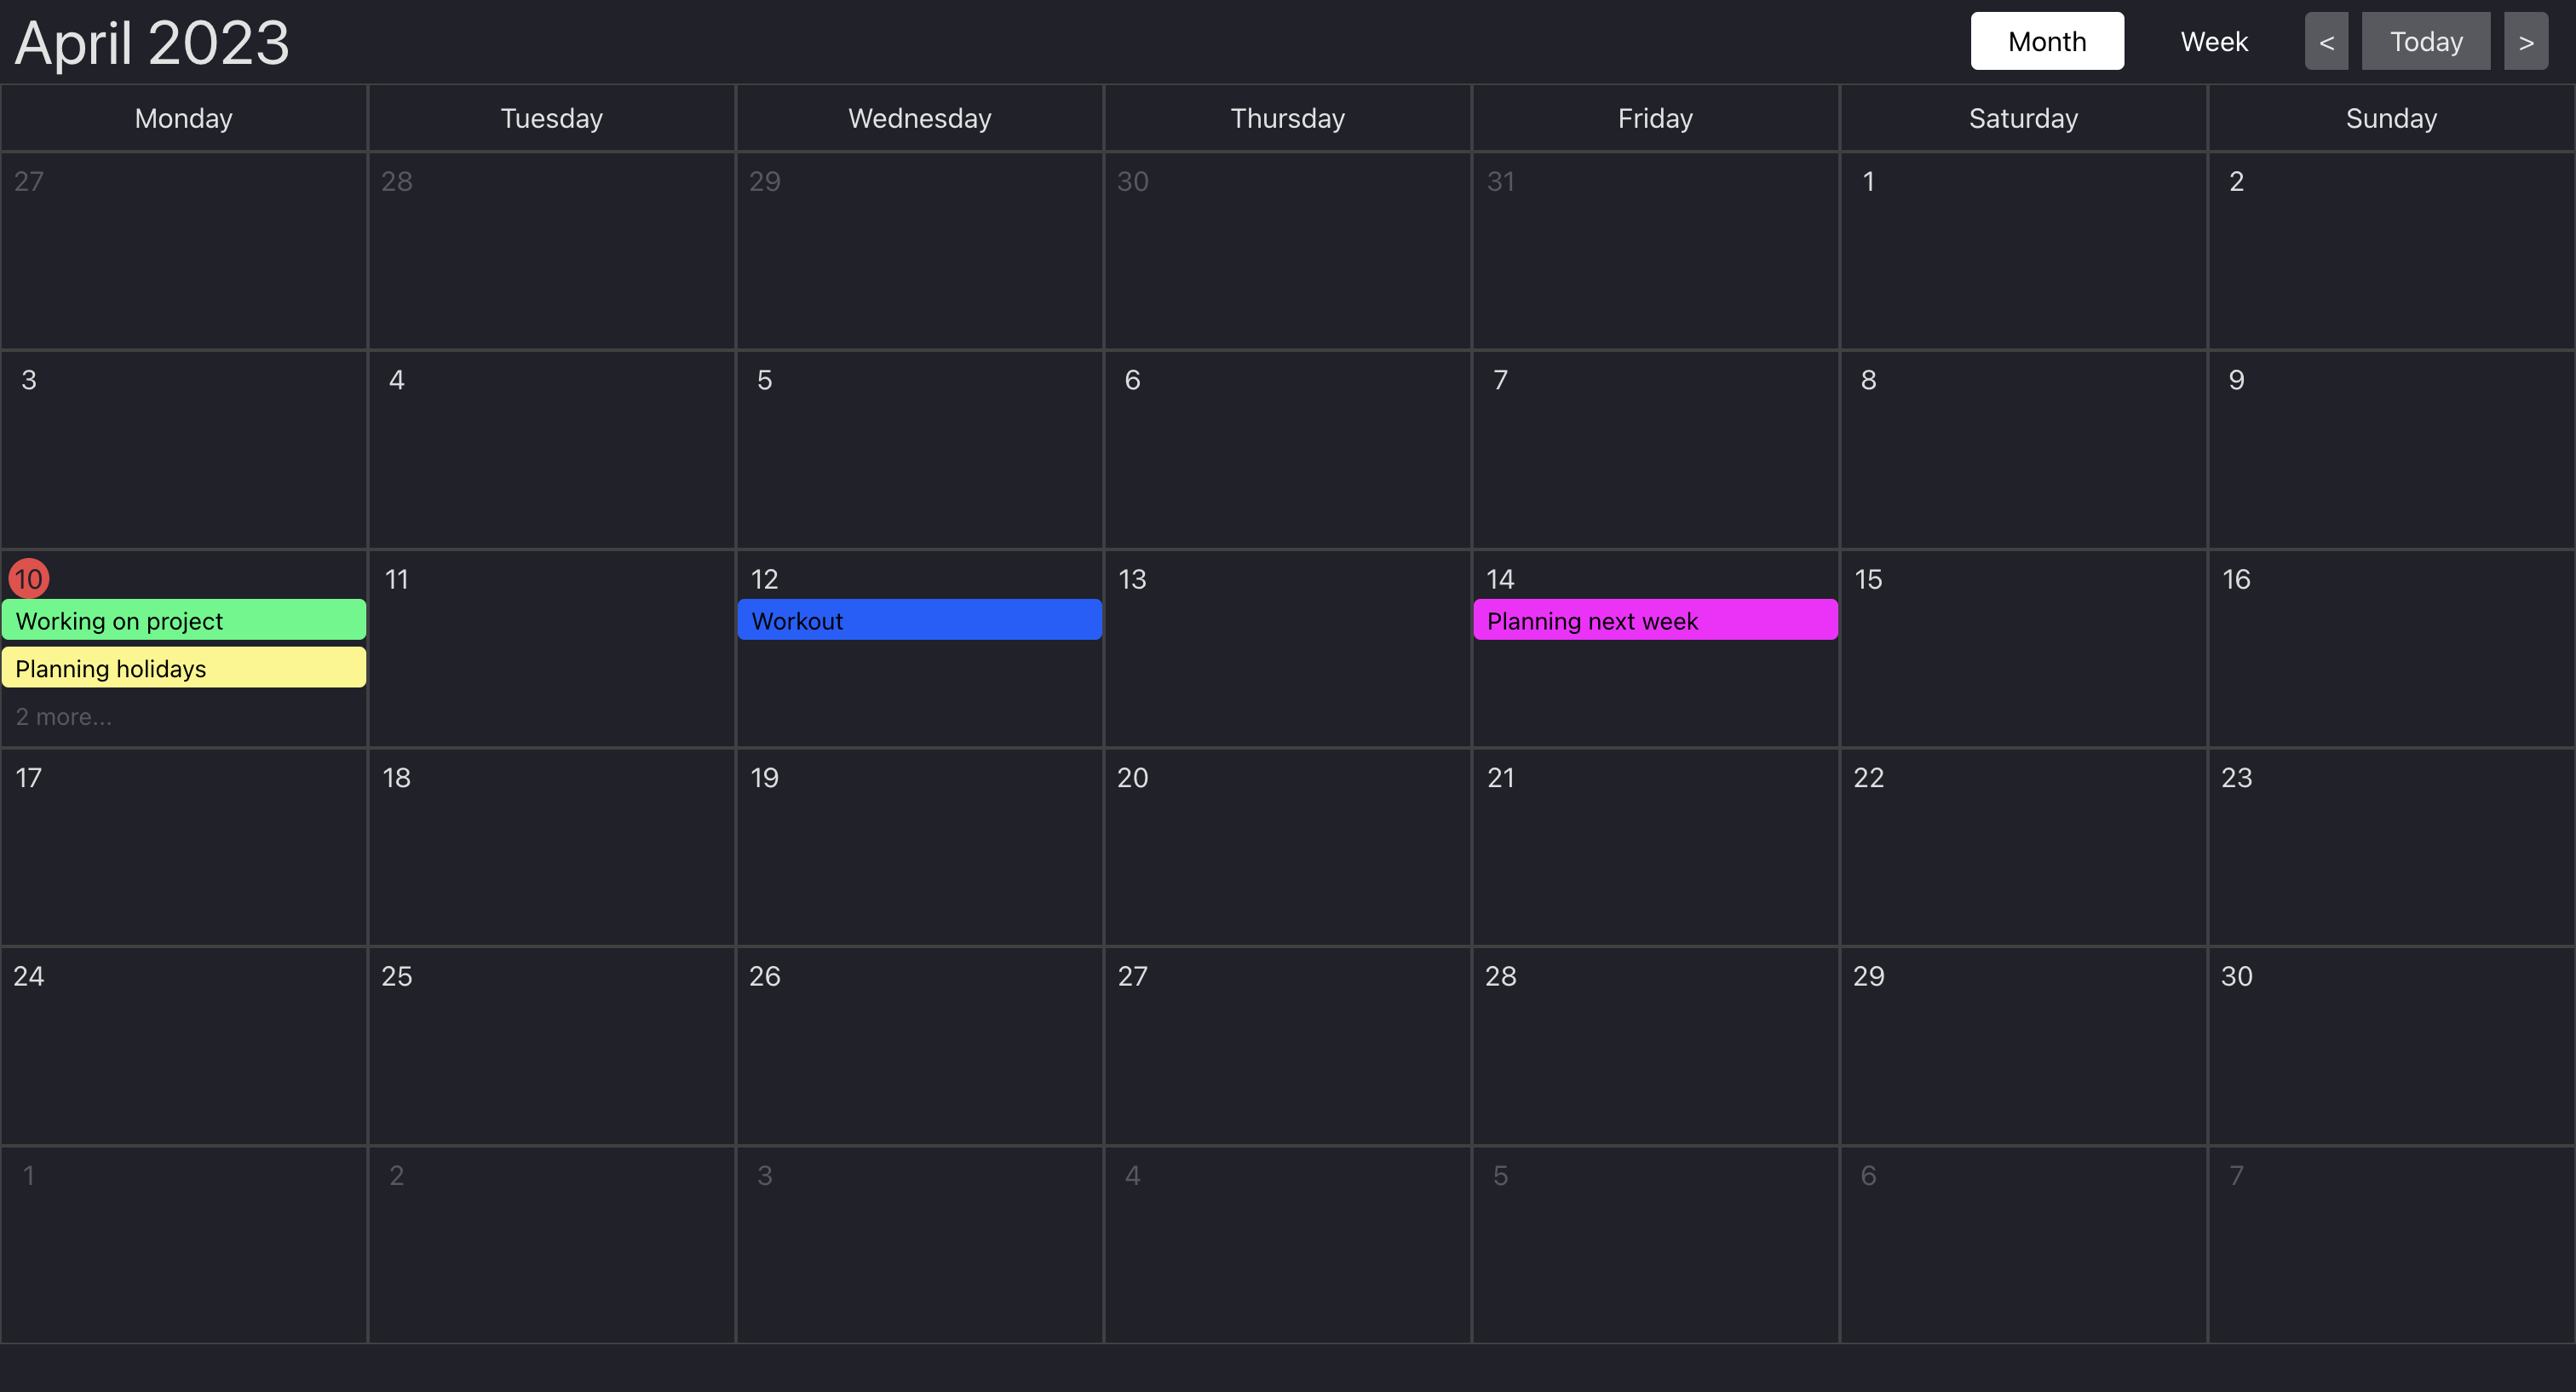 April 2023 Month Week < Today >
Monday Tuesday Wednesday Thursday Friday Saturday Sunday
27 28 29 30 31 1 2
3 4 5 6 7 8 9
10 11 12 13 14 15 16
Working on project Workout Planning next week
Planning holidays
2 more...
17 18 19 20 21 22 23
24 25 26 27 28 29 30
1 2 3 4 5 6 7